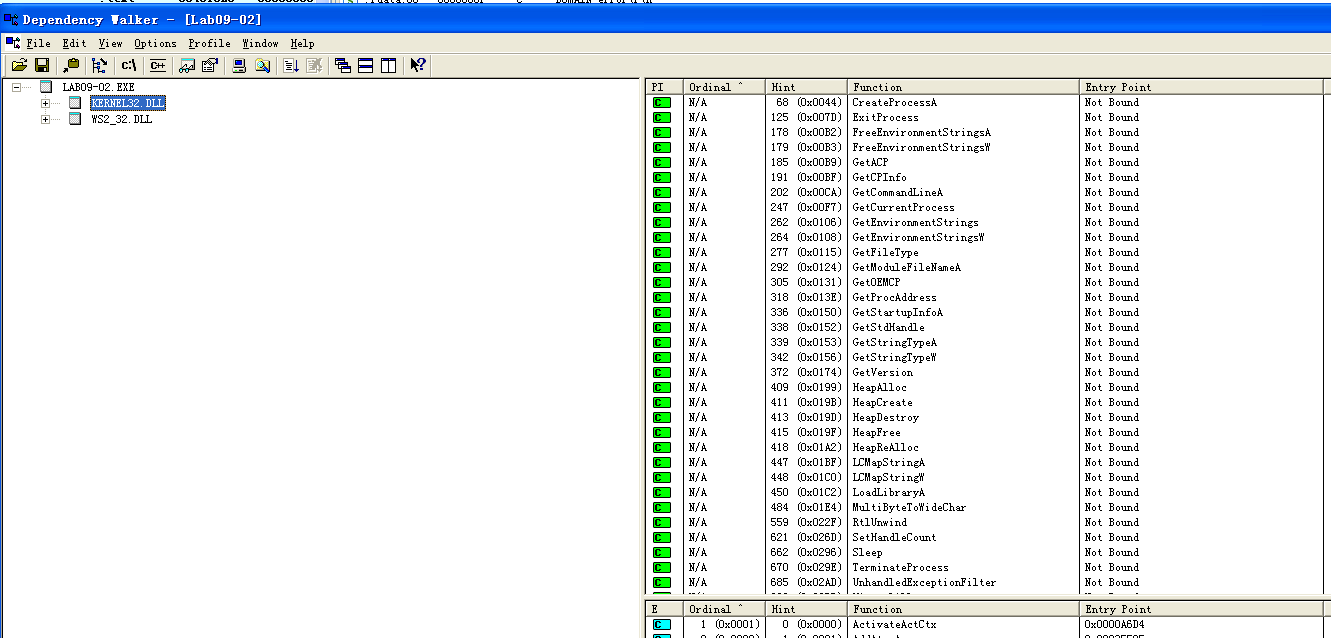 Dependency Walker - [Lab09-02]
File Edit View Options Profile Window Help
C:\ C++
LAB09-02.EXE
KERNEL32.DLL
WS2_32.DLL
PI Ordinal ^ Hint Function Entry Point
C N/A 68 (0x0044) CreateProcessA Not Bound
C N/A 125 (0x007D) ExitProcess Not Bound
C N/A 178 (0x00B2) FreeEnvironmentStringsA Not Bound
C N/A 179 (0x00B3) FreeEnvironmentStringsW Not Bound
C N/A 185 (0x00B9) GetACP Not Bound
C N/A 191 (0x00BF) GetCPInfo Not Bound
C N/A 202 (0x00CA) GetCommandLineA Not Bound
C N/A 247 (0x00F7) GetCurrentProcess Not Bound
C N/A 262 (0x0106) GetEnvironmentStrings Not Bound
C N/A 264 (0x0108) GetEnvironmentStringsW Not Bound
C N/A 277 (0x0115) GetFileType Not Bound
C N/A 292 (0x0124) GetModuleFileNameA Not Bound
C N/A 305 (0x0131) GetOEMCP Not Bound
C N/A 318 (0x013E) GetProcAddress Not Bound
C N/A 336 (0x0150) GetStartupInfoA Not Bound
C N/A 338 (0x0152) GetStdHandle Not Bound
C N/A 339 (0x0153) GetStringTypeA Not Bound
C N/A 342 (0x0156) GetStringTypeW Not Bound
C N/A 372 (0x0174) GetVersion Not Bound
C N/A 409 (0x0199) HeapAlloc Not Bound
C N/A 411 (0x019B) HeapCreate Not Bound
C N/A 413 (0x019D) HeapDestroy Not Bound
C N/A 415 (0x019F) HeapFree Not Bound
C N/A 418 (0x01A2) HeapReAlloc Not Bound
C N/A 447 (0x01BF) LCMapStringA Not Bound
C N/A 448 (0x01C0) LCMapStringW Not Bound
C N/A 450 (0x01C2) LoadLibraryA Not Bound
C N/A 484 (0x01E4) MultiByteToWideChar Not Bound
C N/A 559 (0x022F) RtlUnwind Not Bound
C N/A 621 (0x026D) SetHandleCount Not Bound
C N/A 662 (0x0296) Sleep Not Bound
C N/A 670 (0x029E) TerminateProcess Not Bound
C N/A 685 (0x02AD) UnhandledExceptionFilter Not Bound
E Ordinal ^ Hint Function Entry Point
C 1 (0x0001) 0 (0x0000) ActivateActCtx 0x0000A6D4